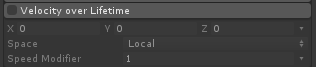 Velocity over Lifetime
X 0 Y 0 Z 0
Space Local
Speed Modifier 1